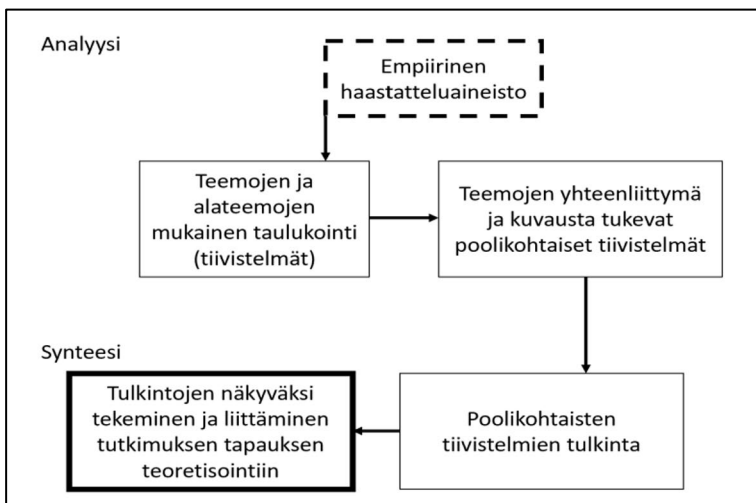 Analyysi
Empiirinen
haastatteluaineisto
Teemojen ja
alateemojen
mukainen taulukointi
(tiivistelmät)
Teemojen yhteenliittymä
ja kuvausta tukevat
poolikohtaiset tiivistelmät
Synteesi
Tulkintojen näkyväksi
tekeminen ja liittäminen
tutkimuksen tapauksen
teoretisointiin
Poolikohtaisten
tiivistelmien tulkinta